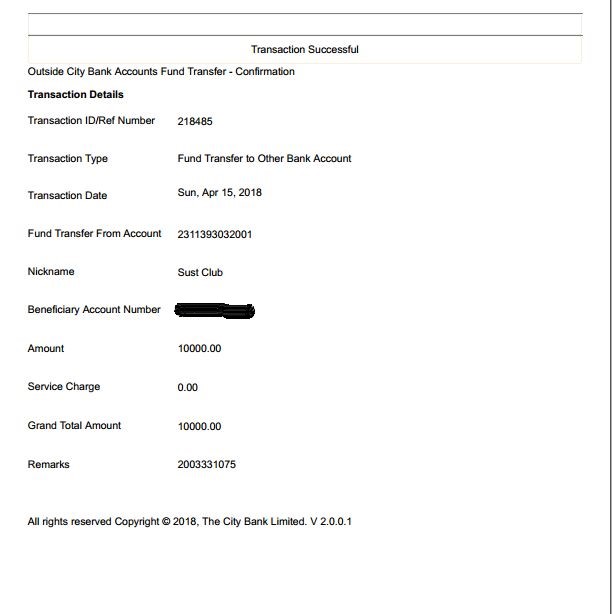 Transaction Successful
Outside City Bank Accounts Fund Transfer - Confirmation
Transaction Details
Transaction ID/Ref Number 218485
Transaction Type Fund Transfer to Other Bank Account
Transaction Date Sun, Apr 15, 2018
Fund Transfer From Account 2311393032001
Nickname Sust Club
Beneficiary Account Number
Amount 10000.00
Service Charge 0.00
Grand Total Amount 10000.00
Remarks 2003331075
All rights reserved Copyright © 2018, The City Bank Limited. V 2.0.0.1